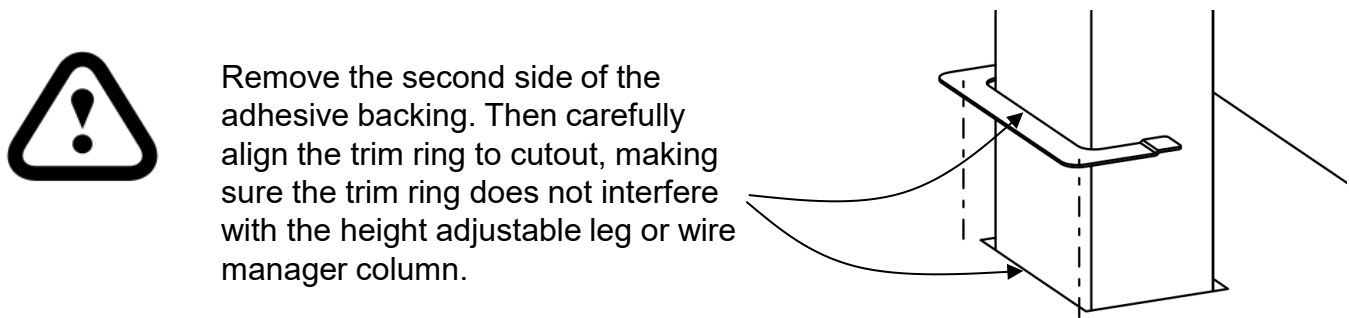 Remove the second side of the
adhesive backing. Then carefully
align the trim ring to cutout, making
sure the trim ring does not interfere
with the height adjustable leg or wire
manager column.